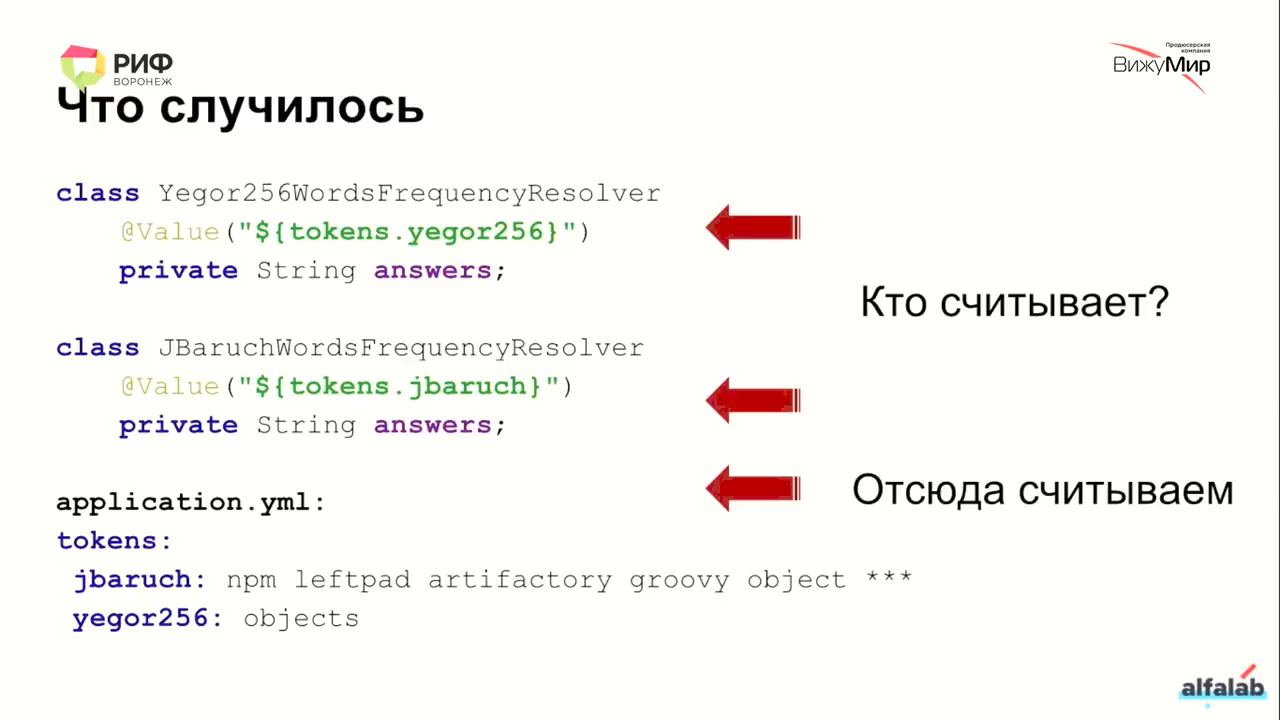 РИФ
ВОРОНЕЖ
Продюсерская
компания
ВижуМир
Что случилось
class Yegor256WordsFrequencyResolver
@Value("${tokens.yegor256}")
private String answers;
Кто считывает?
class JBaruchWordsFrequencyResolver
@Value("${tokens.jbaruch}")
private String answers;
Отсюда считываем
application.yml:
tokens:
jbaruch: npm leftpad artifactory groovy object ***
yegor256: objects
alfalab